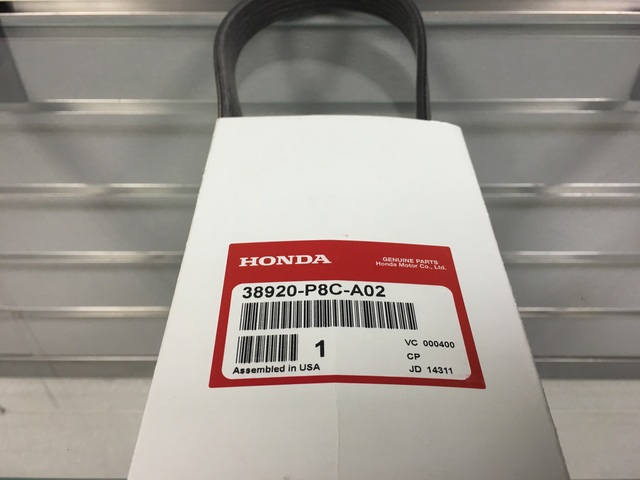 HONDA
GENUINE PARTS
Honda Motor Co., Ltd.
38920-P8C-A02
1
VC 000400
CP
JD 14311
Assembled in USA